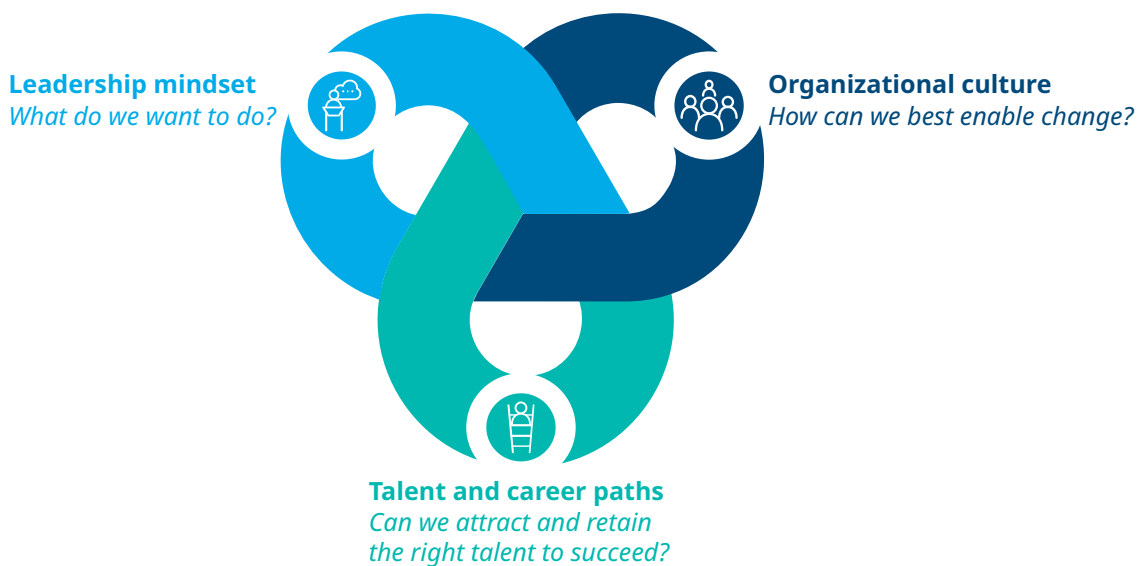 Leadership mindset
What do we want to do?
Organizational culture
How can we best enable change?
Talent and career paths
Can we attract and retain
the right talent to succeed?